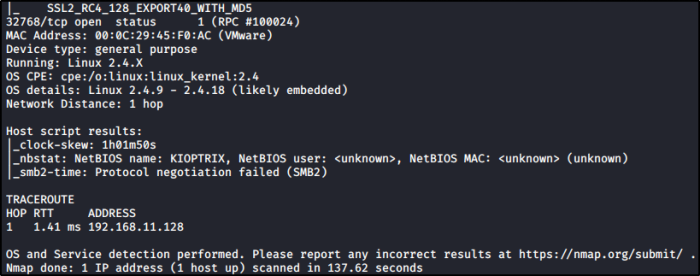 |_    SSL2_RC4_128_EXPORT40_WITH_MD5
32768/tcp open  status      1 (RPC #100024)
MAC Address: 00:0C:29:45:F0:AC (VMware)
Device type: general purpose
Running: Linux 2.4.X
OS CPE: cpe:/o:linux:linux_kernel:2.4
OS details: Linux 2.4.9 - 2.4.18 (likely embedded)
Network Distance: 1 hop
Host script results:
|_clock-skew: 1h01m50s
|_nbstat: NetBIOS name: KIOPTRIX, NetBIOS user: <unknown>, NetBIOS MAC: <unknown> (unknown)
|_smb2-time: Protocol negotiation failed (SMB2)
TRACEROUTE
HOP RTT     ADDRESS
1   1.41 ms 192.168.11.128
OS and Service detection performed. Please report any incorrect results at https://nmap.org/submit/ .
Nmap done: 1 IP address (1 host up) scanned in 137.62 seconds